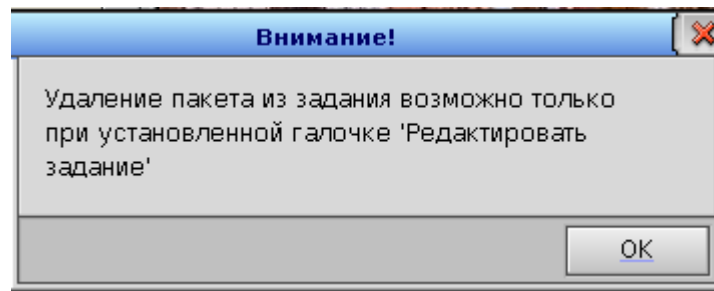 Внимание!
Удаление пакета из задания возможно только
при установленной галочке 'Редактировать
задание'
OK